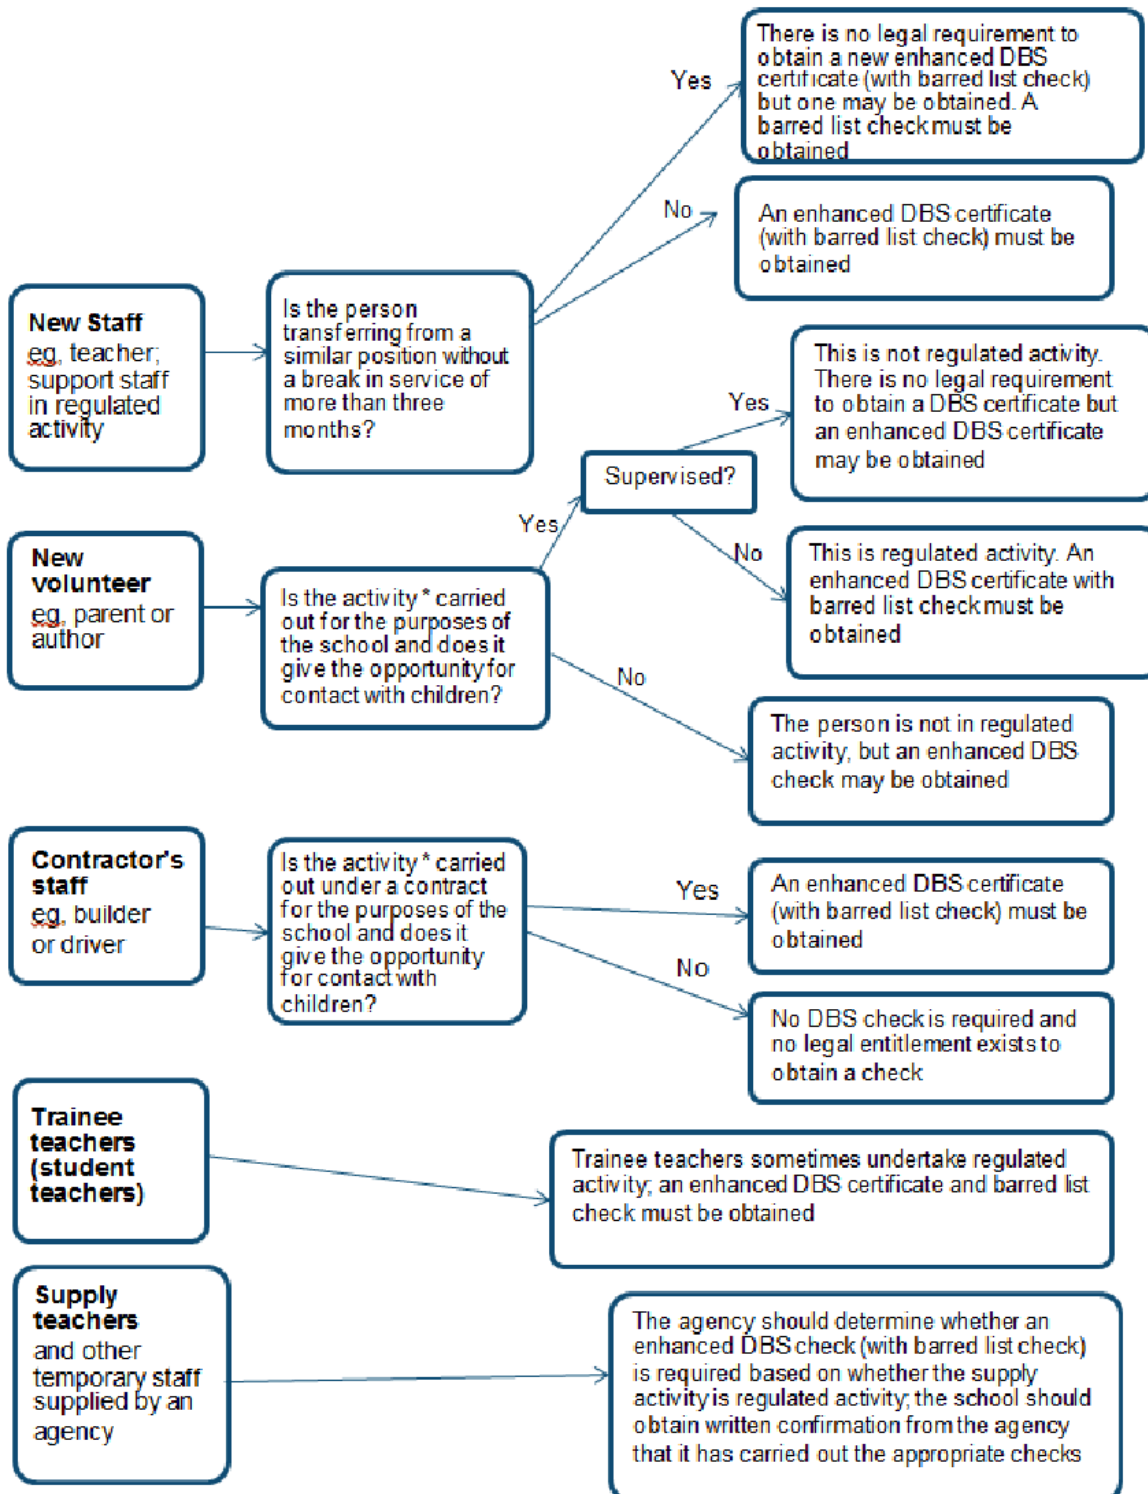 New Staff
eg, teacher;
support staff
in regulated
activity
Is the person
transferring from a
similar position without
a break in service of
more than three
months?
Yes
There is no legal requirement to
obtain a new enhanced DBS
certificate (with barred list check)
but one may be obtained. A
barred list check must be
obtained
No
An enhanced DBS certificate
(with barred list check) must be
obtained
New
volunteer
eg, parent or
author
Is the activity * carried
out for the purposes of
the school and does it
give the opportunity for
contact with children?
Yes
Supervised?
Yes
This is not regulated activity.
There is no legal requirement
to obtain a DBS certificate but
an enhanced DBS certificate
may be obtained
No
This is regulated activity. An
enhanced DBS certificate with
barred list check must be
obtained
No
The person is not in regulated
activity, but an enhanced DBS
check may be obtained
Contractor's
staff
eg, builder
or driver
Is the activity * carried
out under a contract
for the purposes of the
school and does it
give the opportunity
for contact with
children?
Yes
An enhanced DBS certificate
(with barred list check) must be
obtained
No
No DBS check is required and
no legal entitlement exists to
obtain a check
Trainee
teachers
(student
teachers)
Trainee teachers sometimes undertake regulated
activity; an enhanced DBS certificate and barred list
check must be obtained
Supply
teachers
and other
temporary staff
supplied by an
agency
The agency should determine whether an
enhanced DBS check (with barred list check)
is required based on whether the supply
activity is regulated activity; the school should
obtain written confirmation from the agency
that it has carried out the appropriate checks